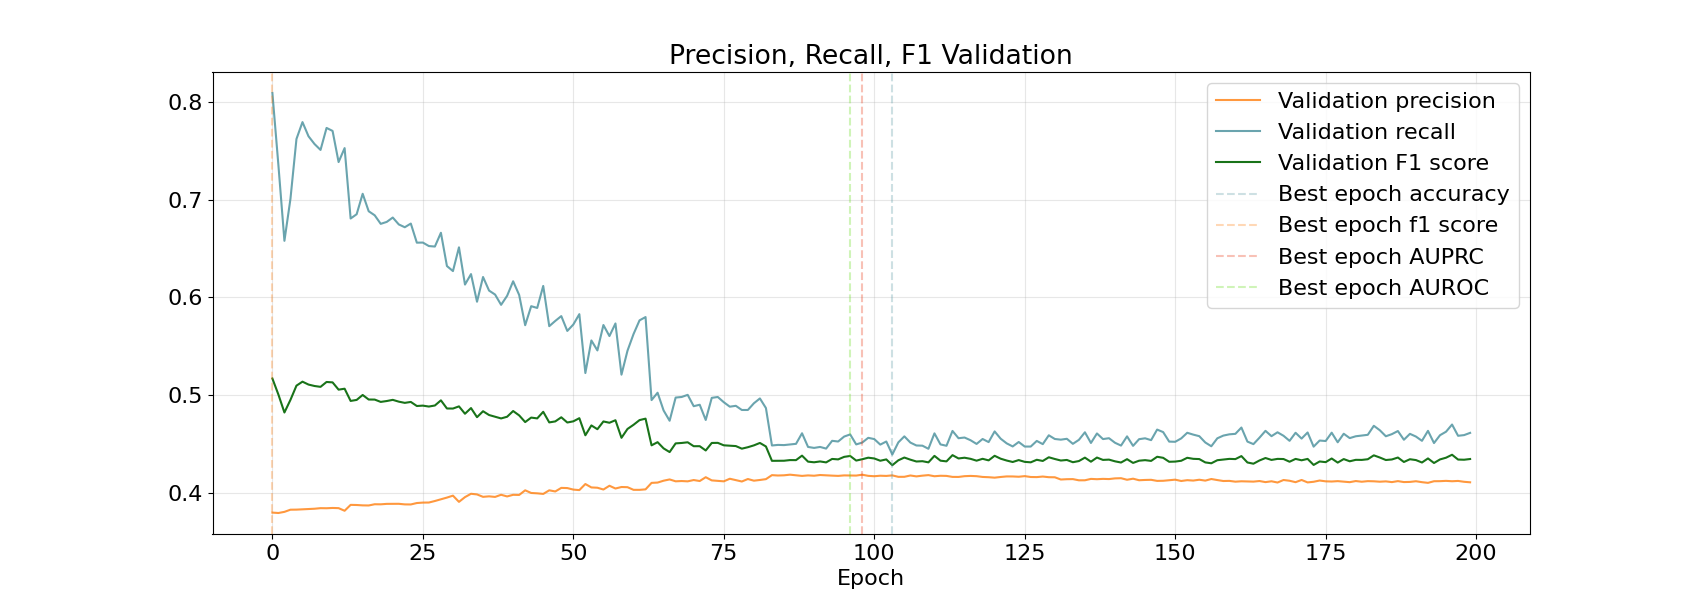 Precision, Recall, F1 Validation
0.8
0.7
0.6
0.5
0.4
Validation precision
Validation recall
Validation F1 score
Best epoch accuracy
Best epoch f1 score
Best epoch AUPRC
Best epoch AUROC
0 25 50 75 100 125 150 175 200
Epoch